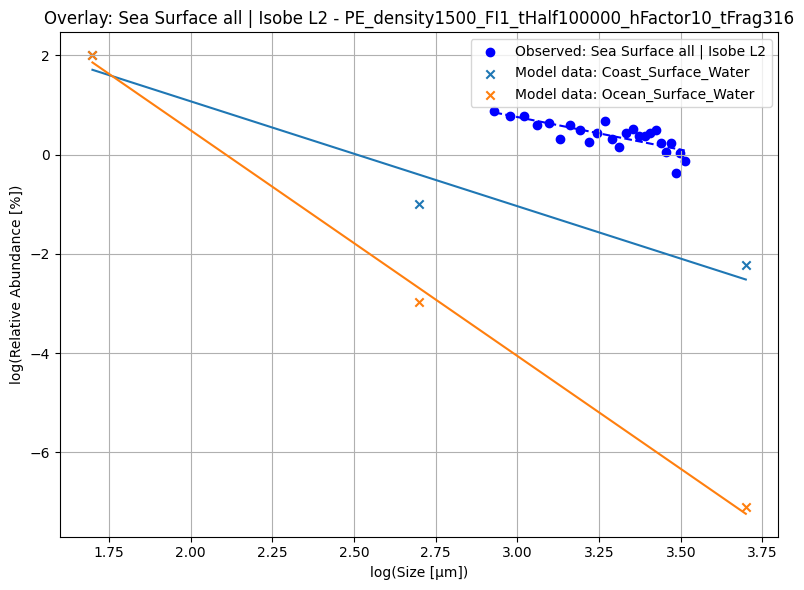 Overlay: Sea Surface all | Isobe L2 - PE_density1500_FI1_tHalf100000_hFactor10_tFrag316
Observed: Sea Surface all | Isobe L2
Model data: Coast_Surface_Water
Model data: Ocean_Surface_Water
log(Relative Abundance [%])
2
0
−2
−4
−6
1.75 2.00 2.25 2.50 2.75 3.00 3.25 3.50 3.75
log(Size [μm])